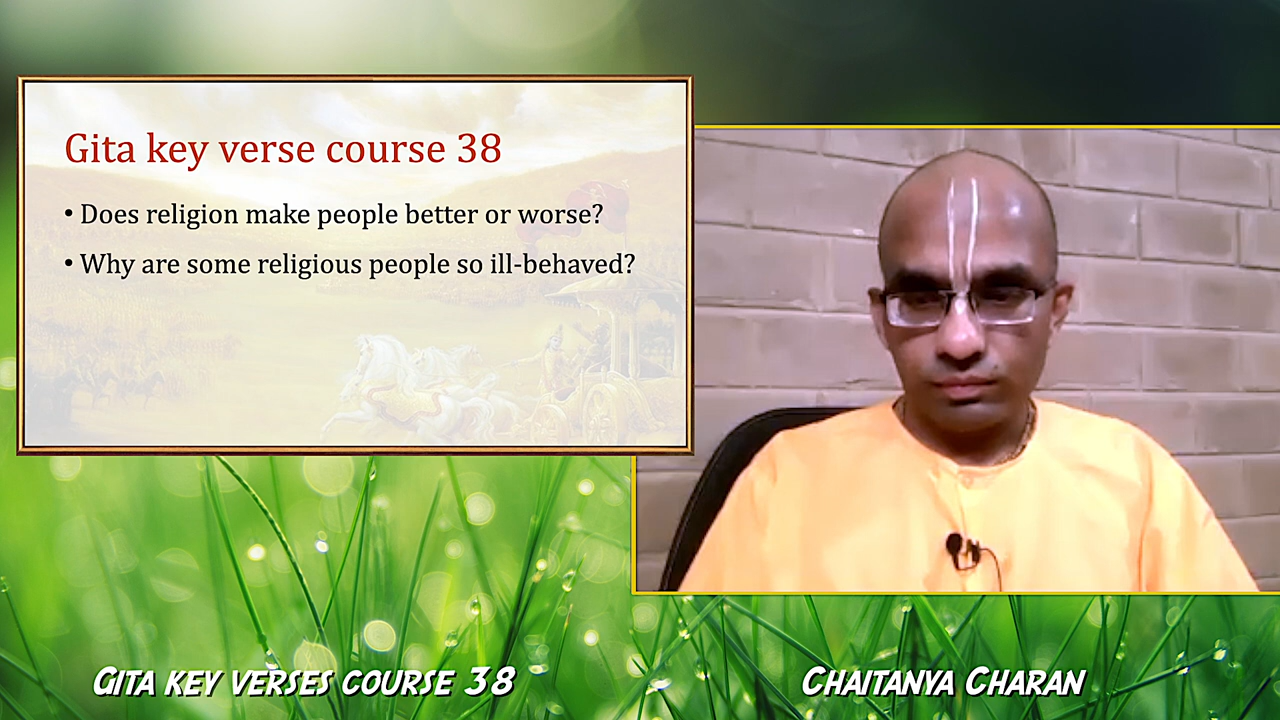 Gita key verse course 38
• Does religion make people better or worse?
• Why are some religious people so ill-behaved?
Gita key verses course 38
Chaitanya Charan